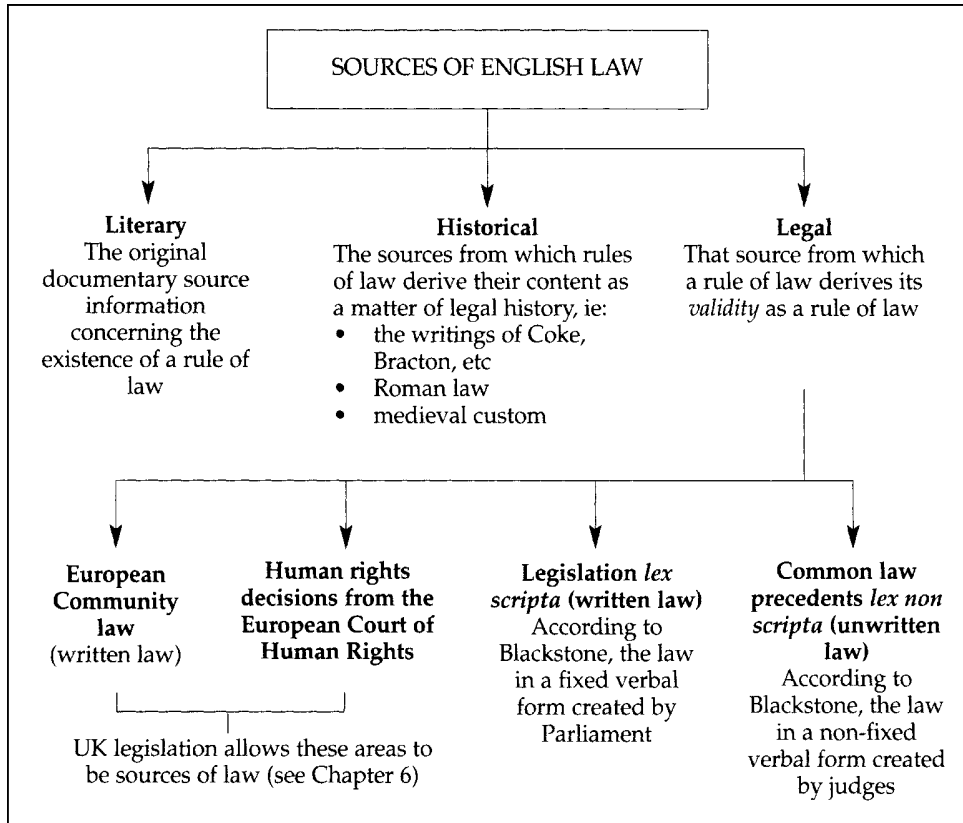 SOURCES OF ENGLISH LAW
Literary
The original
documentary source
information
concerning the
existence of a rule of
law
Historical
The sources from which rules
of law derive their content as
a matter of legal history, ie:
• the writings of Coke,
Bracton, etc
• Roman law
• medieval custom
Legal
That source from which
a rule of law derives its
validity as a rule of law
European
Community
law
(written law)
Human rights
decisions from the
European Court of
Human Rights
UK legislation allows these areas to
be sources of law (see Chapter 6)
Legislation lex
scripta (written law)
According to
Blackstone, the law
in a fixed verbal
form created by
Parliament
Common law
precedents lex non
scripta (unwritten
law)
According to
Blackstone, the law
in a non-fixed
verbal form created
by judges